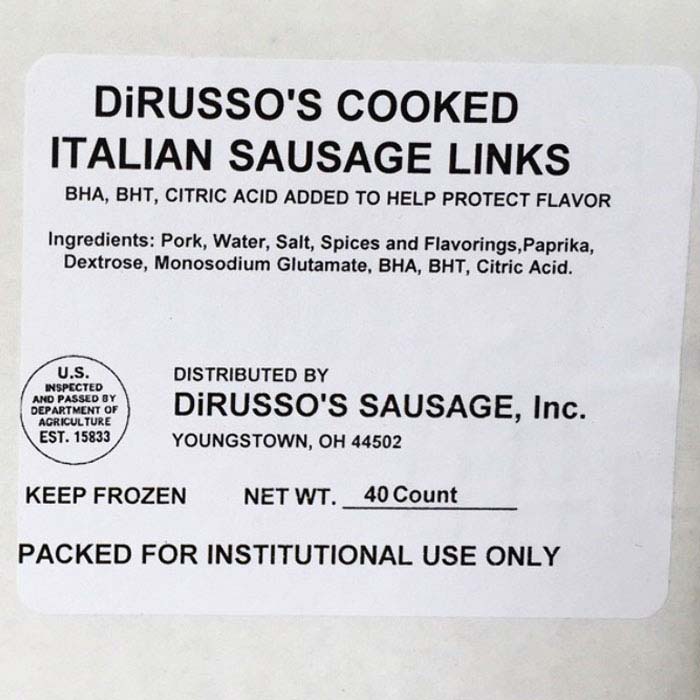 DiRUSSO'S COOKED
ITALIAN SAUSAGE LINKS
BHA, BHT, CITRIC ACID ADDED TO HELP PROTECT FLAVOR
Ingredients: Pork, Water, Salt, Spices and Flavorings,Paprika,
Dextrose, Monosodium Glutamate, BHA, BHT, Citric Acid.
U.S.
INSPECTED
AND PASSED BY
DEPARTMENT OF
AGRICULTURE
EST. 15833
DISTRIBUTED BY
DiRUSSO'S SAUSAGE, Inc.
YOUNGSTOWN, OH 44502
KEEP FROZEN NET WT. 40 Count
PACKED FOR INSTITUTIONAL USE ONLY